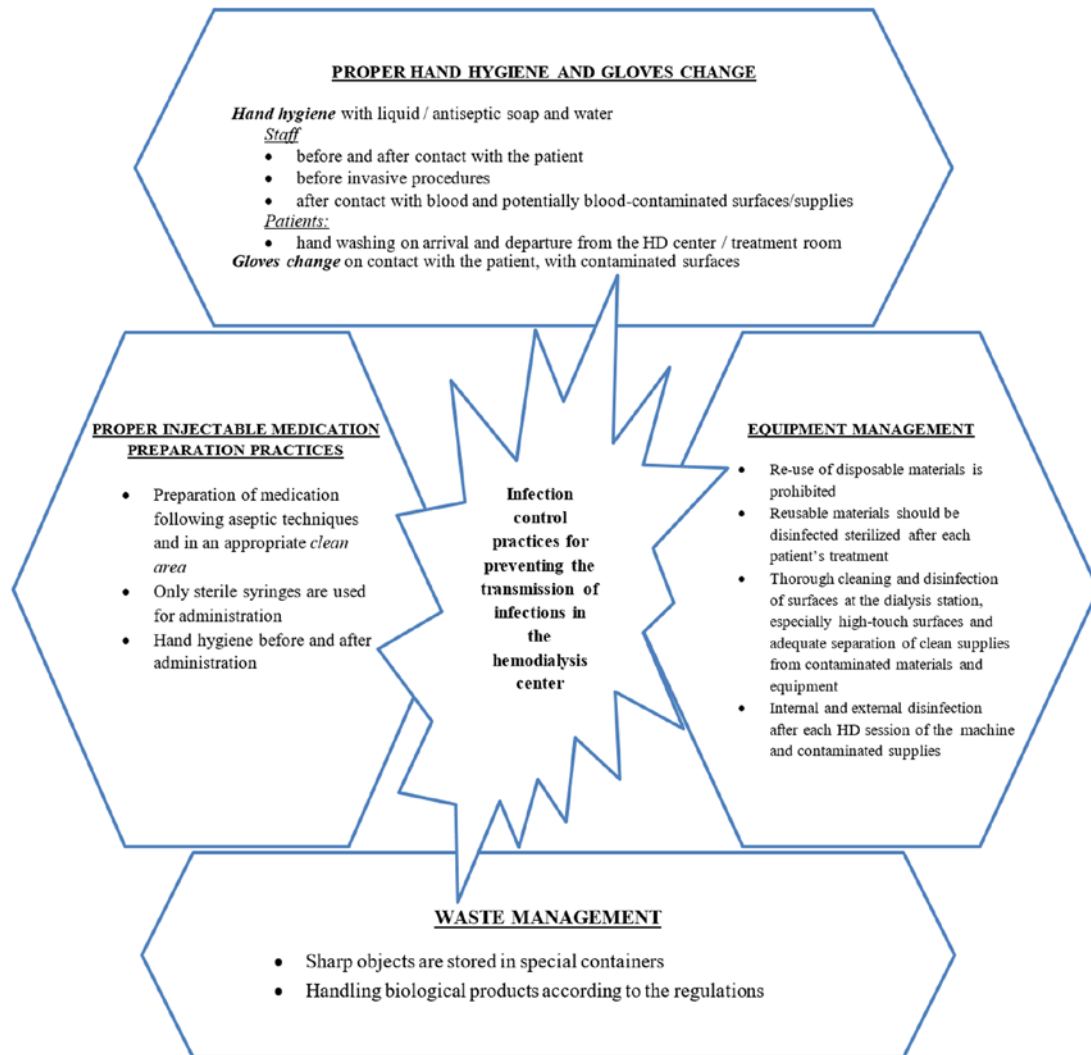 PROPER HAND HYGIENE AND GLOVES CHANGE
Hand hygiene with liquid / antiseptic soap and water
Staff
• before and after contact with the patient
• before invasive procedures
• after contact with blood and potentially blood-contaminated surfaces/supplies
Patients:
• hand washing on arrival and departure from the HD center / treatment room
Gloves change on contact with the patient, with contaminated surfaces
PROPER INJECTABLE MEDICATION
PREPARATION PRACTICES
• Preparation of medication
following aseptic techniques
and in an appropriate clean
area
• Only sterile syringes are used
for administration
• Hand hygiene before and after
administration
Infection
control
practices for
preventing the
transmission of
infections in
the
hemodialysis
center
EQUIPMENT MANAGEMENT
• Re-use of disposable materials is
prohibited
• Reusable materials should be
disinfected sterilized after each
patient's treatment
• Thorough cleaning and disinfection
of surfaces at the dialysis station,
especially high-touch surfaces and
adequate separation of clean supplies
from contaminated materials and
equipment
• Internal and external disinfection
after each HD session of the machine
and contaminated supplies
WASTE MANAGEMENT
• Sharp objects are stored in special containers
• Handling biological products according to the regulations